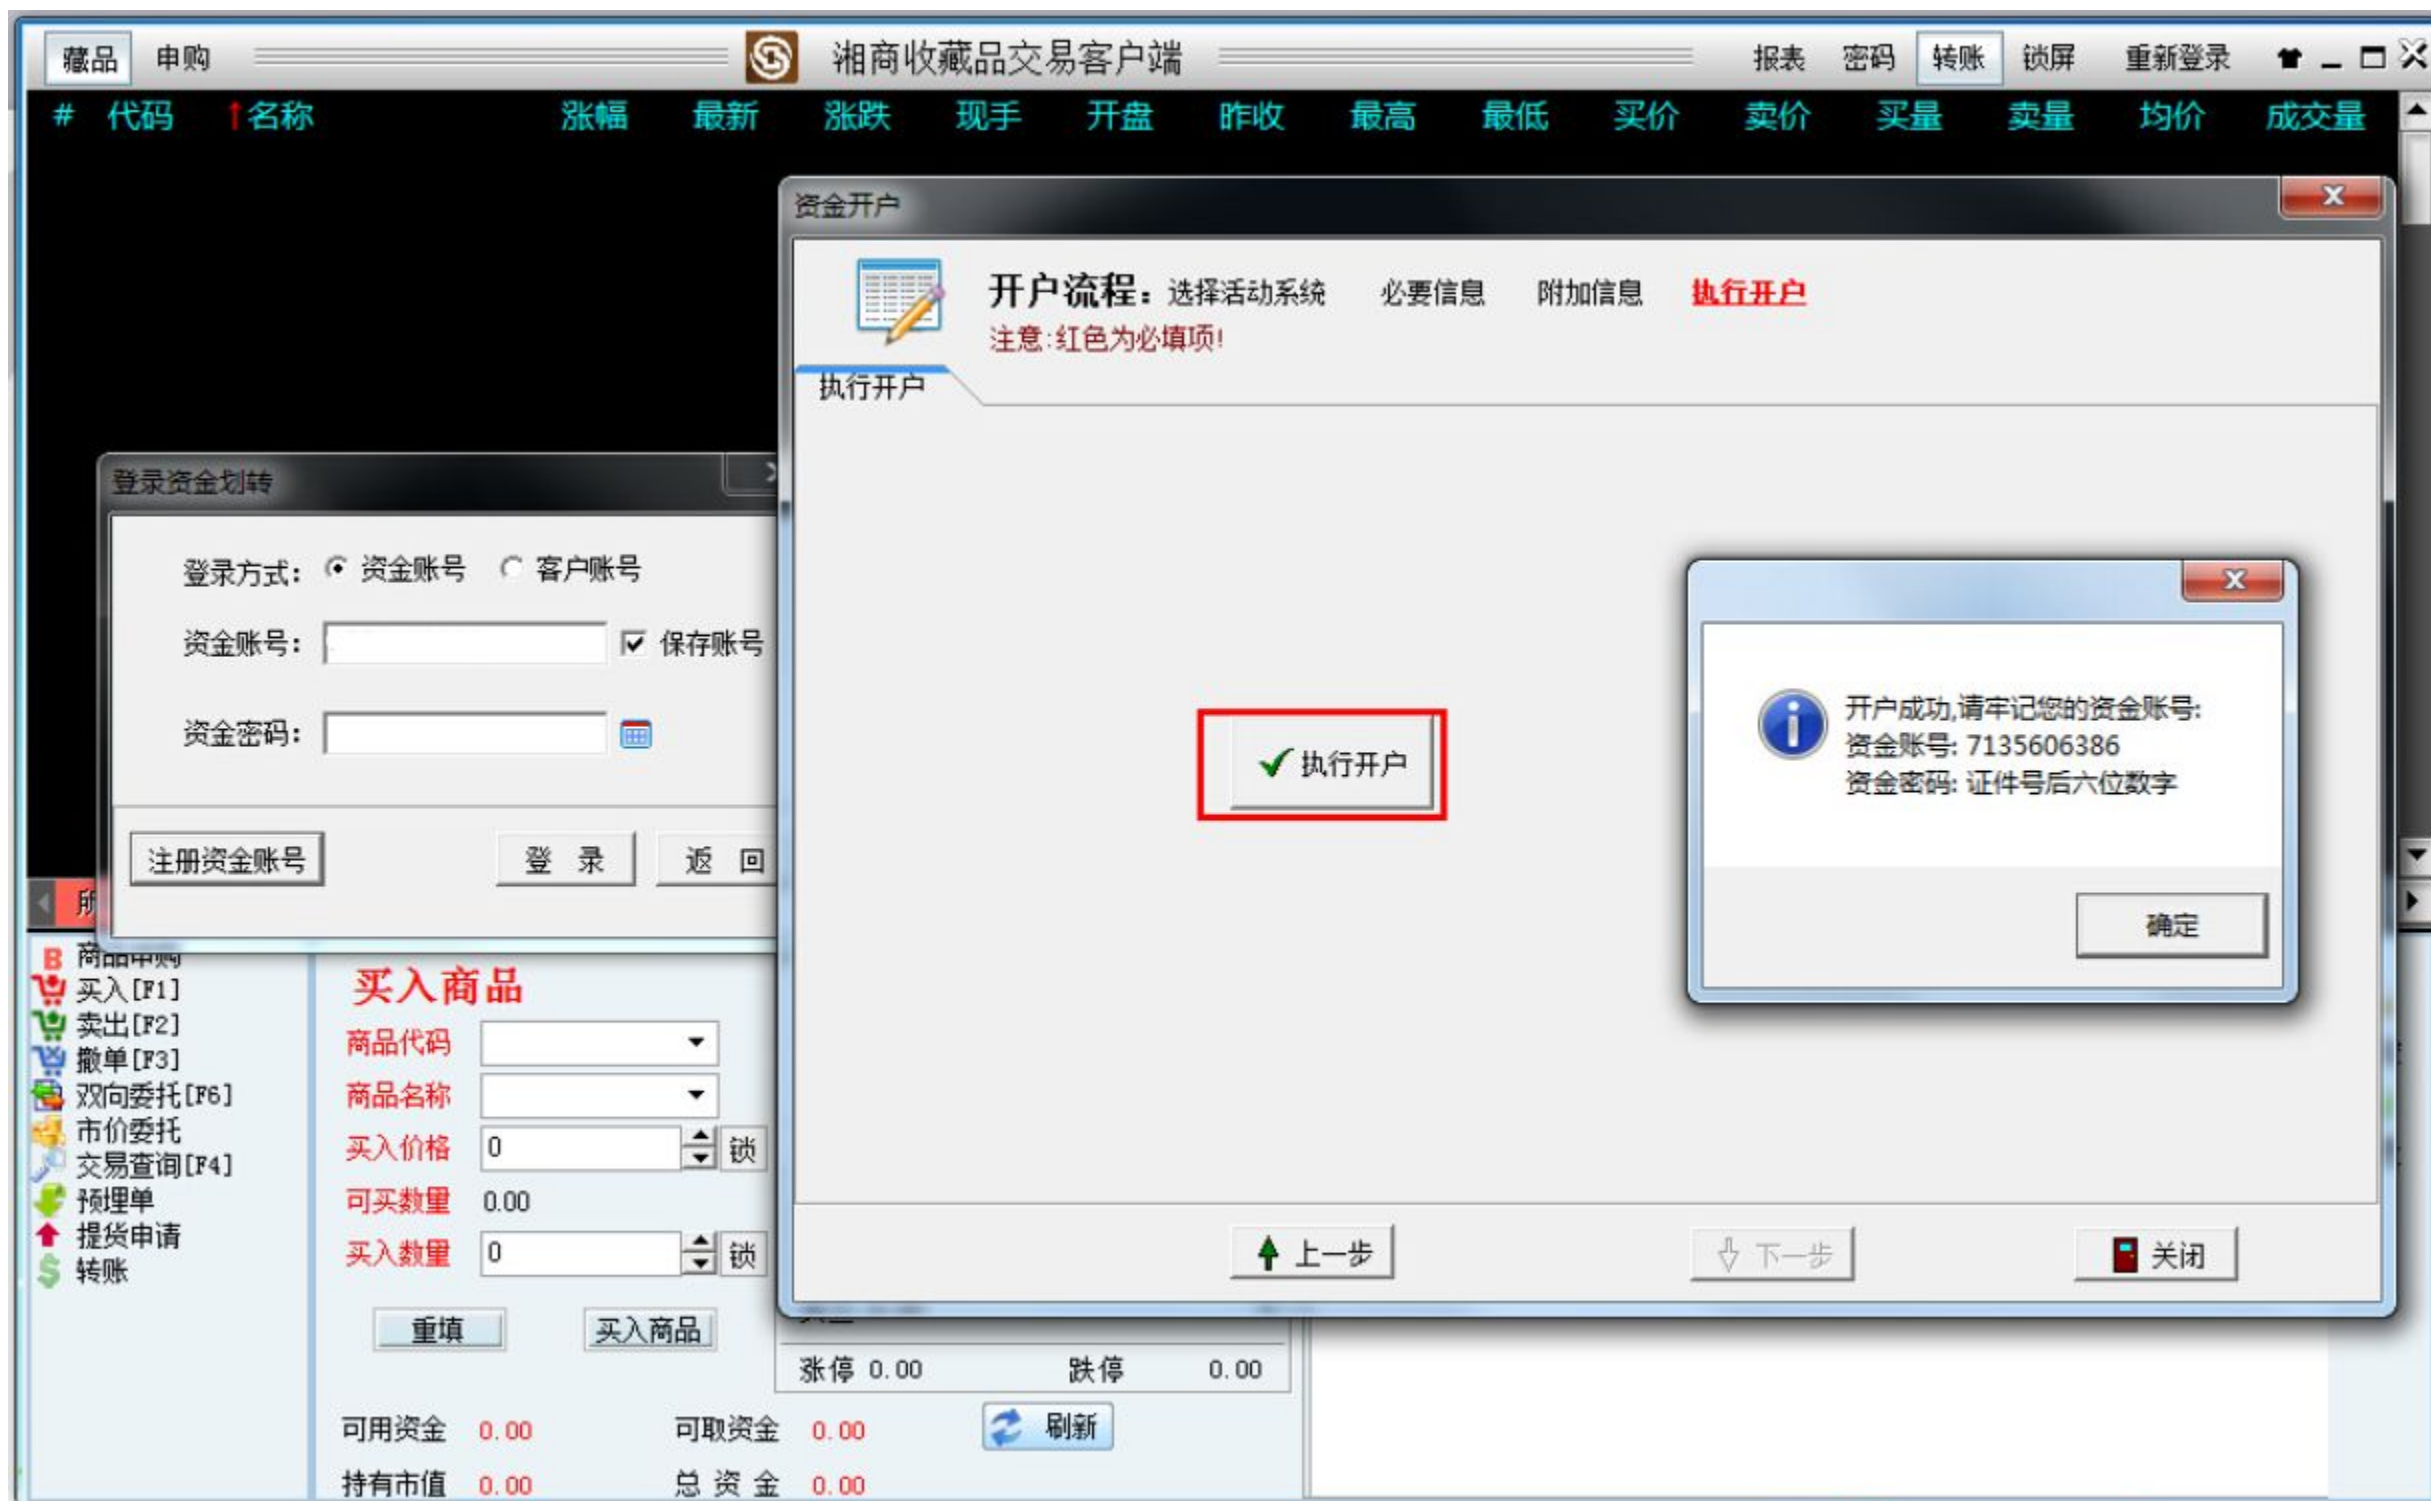 藏品 申购 湘商收藏品交易客户端 报表 密码 转账 锁屏 重新登录
# 代码 ↑名称 涨幅 最新 涨跌 现手 开盘 昨收 最高 最低 买价 卖价 买量 卖量 均价 成交量
资金开户
开户流程: 选择活动系统 必要信息 附加信息 执行开户
注意:红色为必填项!
执行开户
登录资金划转
登录方式: 资金账号 客户账号
资金账号: 保存账号
资金密码:
注册资金账号 登 录 返 回
执行开户
开户成功,请牢记您的资金账号:
资金账号: 7135606386
资金密码: 证件号后六位数字
确定
上一步 下一步 关闭
B 商品申购
买入[F1]
卖出[F2]
撤单[F3]
双向委托[F6]
市价委托
交易查询[F4]
预埋单
提货申请
转账
买入商品
商品代码
商品名称
买入价格 0 锁
可买数量 0.00
买入数量 0 锁
重填 买入商品
涨停 0.00 跌停 0.00
可用资金 0.00 可取资金 0.00 刷新
持有市值 0.00 总 资 金 0.00